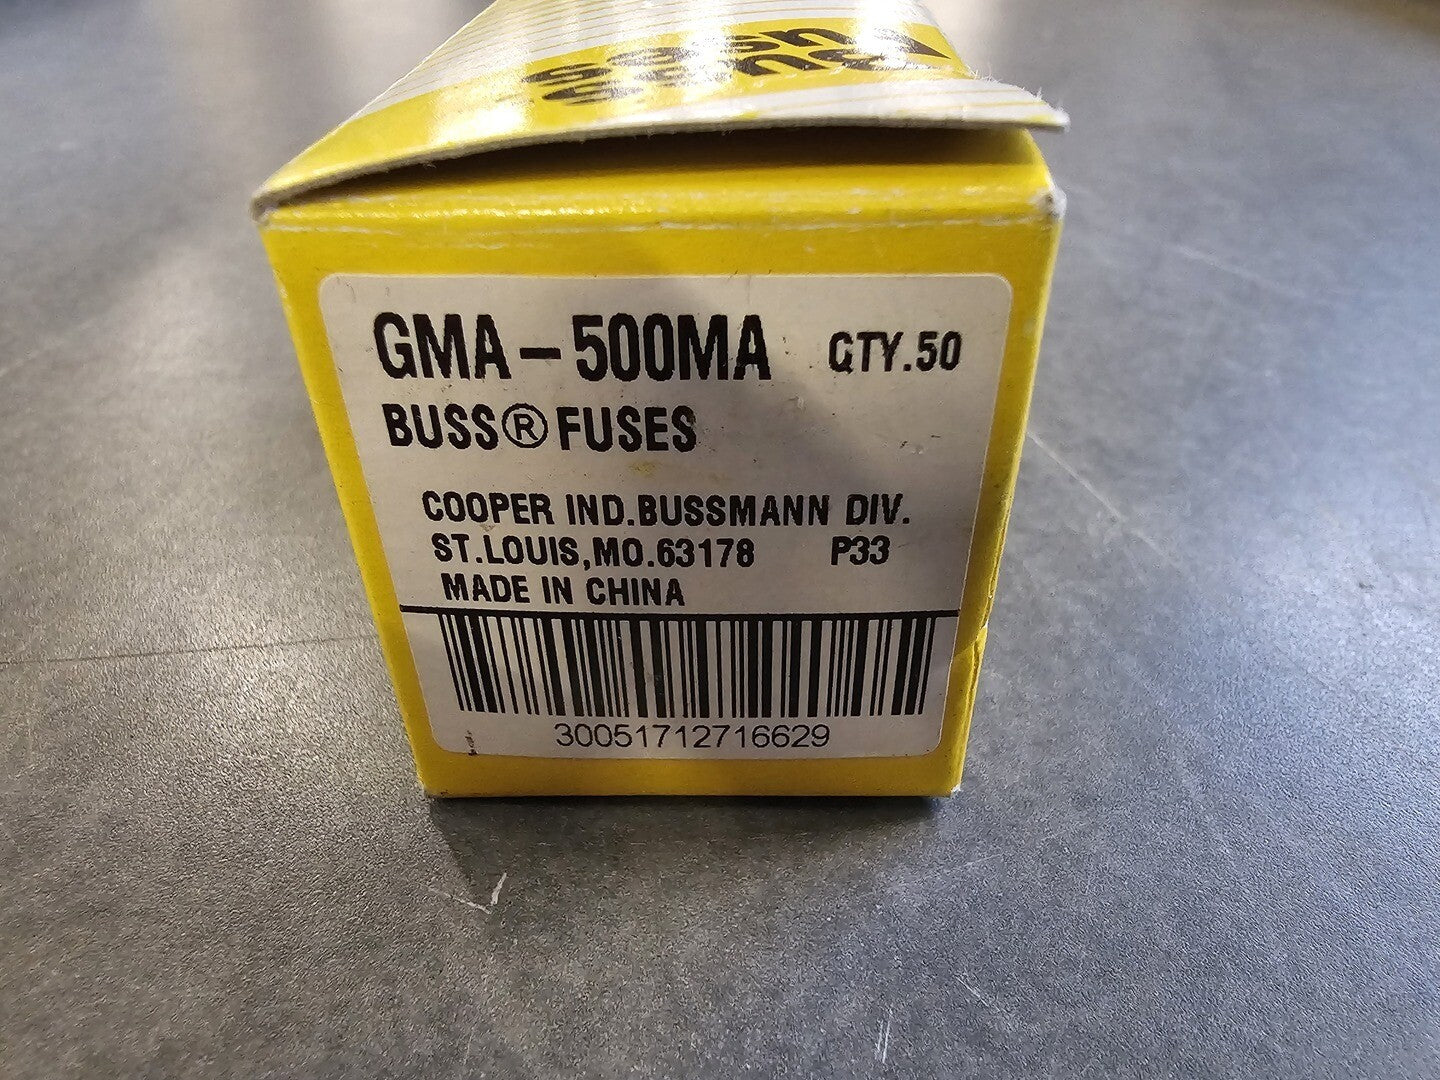 GMA-500MA QTY.50
BUSS® FUSES
COOPER IND.BUSSMANN DIV.
ST.LOUIS,MO.63178 P33
MADE IN CHINA
30051712716629